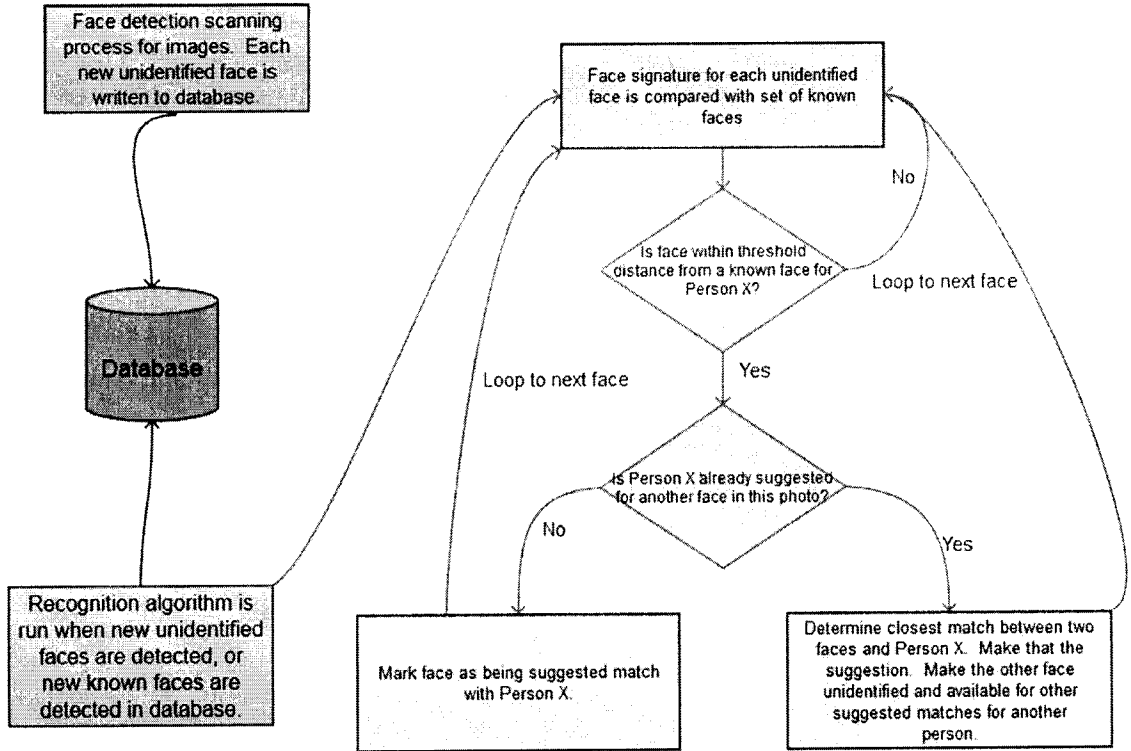 Face detection scanning
process for images. Each
new unidentified face is
written to database.
Database
Recognition algorithm is
run when new unidentified
faces are detected, or
new known faces are
detected in database.
Face signature for each unidentified
face is compared with set of known
faces
No
Is face within threshold
distance from a known face for
Person X?
Loop to next face
Yes
Loop to next face
Is Person X already suggested
for another face in this photo?
No
Yes
Mark face as being suggested match
with Person X.
Determine closest match between two
faces and Person X. Make that the
suggestion. Make the other face
unidentified and available for other
suggested matches for another
person.